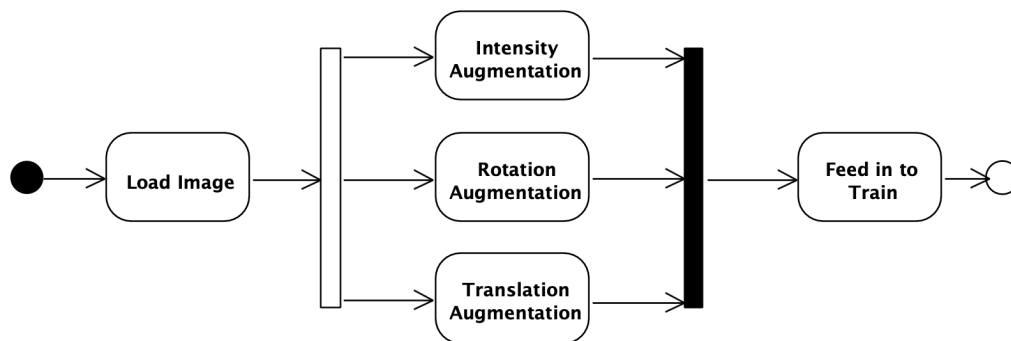 Load Image
Intensity
Augmentation
Rotation
Augmentation
Translation
Augmentation
Feed in to
Train